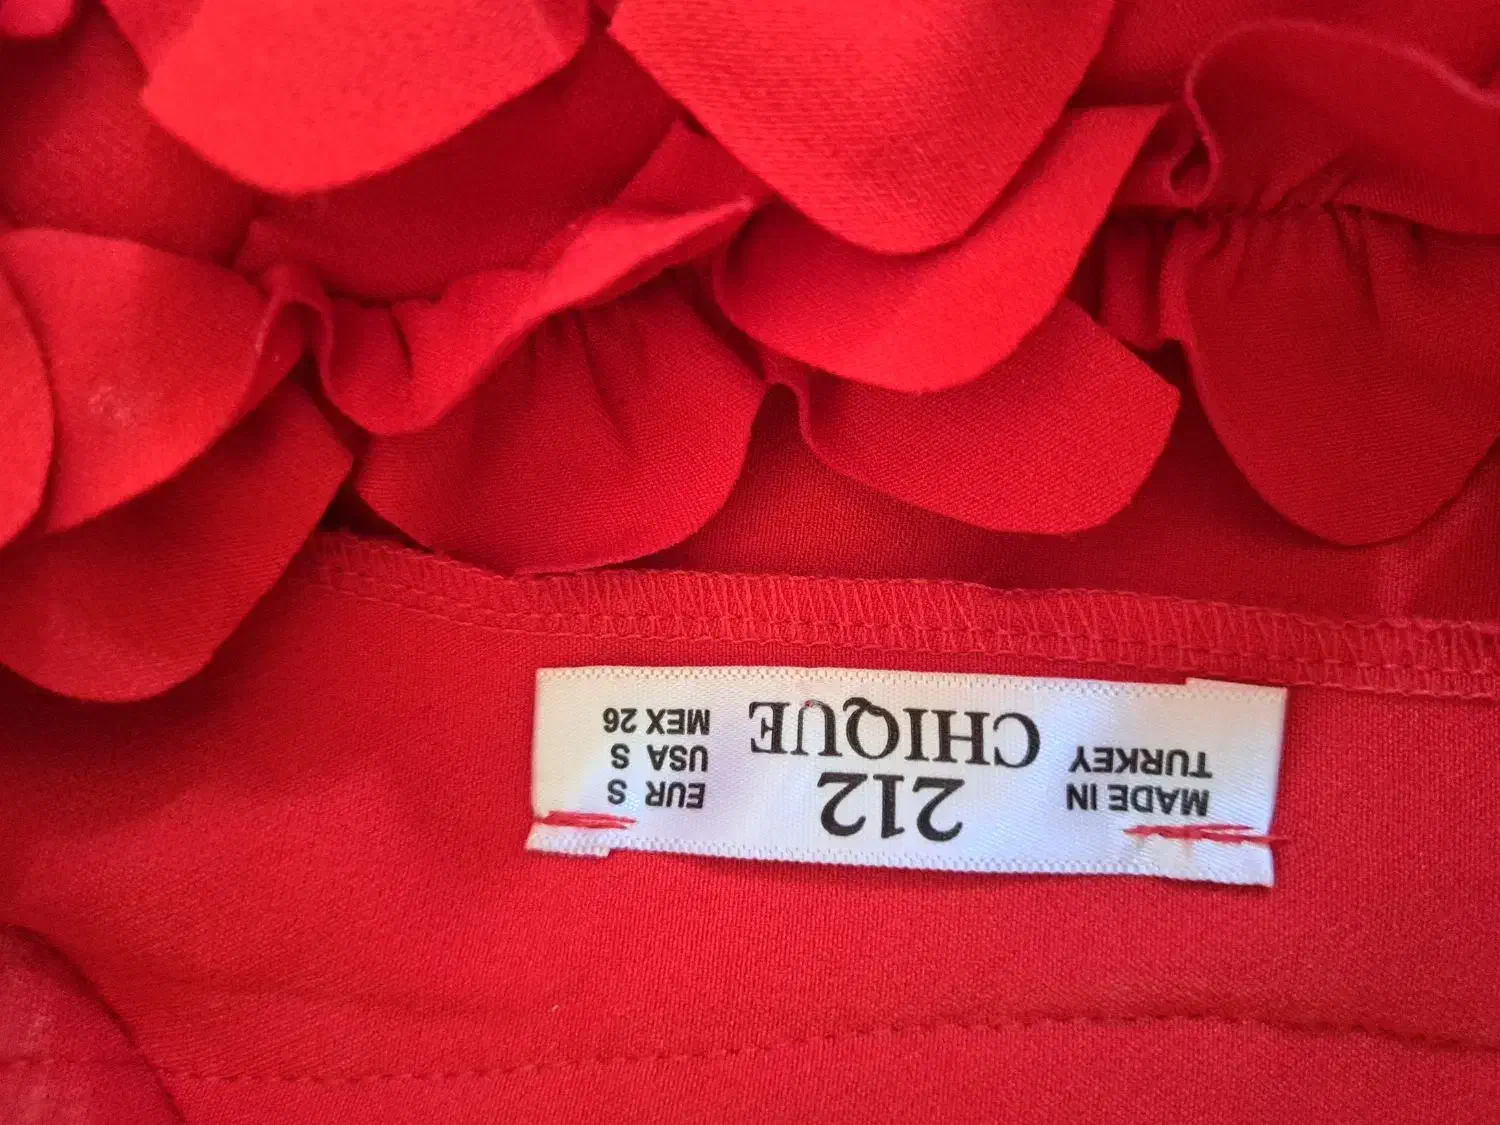 MADE IN
TURKEY
212
CHIQUE
EUR S
USA S
MEX 26